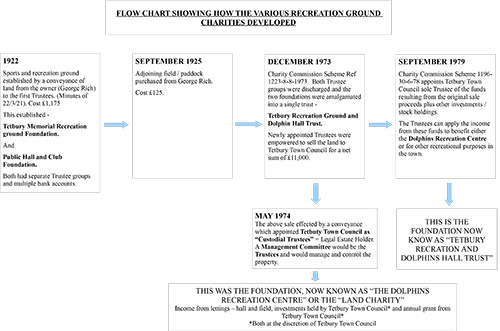 FLOW CHART SHOWING HOW THE VARIOUS RECREATION GROUND
CHARITIES DEVELOPED
1922
Sports and recreation ground
established by a conveyance of
land from the owner (George Rich)
to the first Trustees. (Minutes of
22/3/21). Cost £1,175
This established -
Tetbury Memorial Recreation
ground Foundation.
And
Public Hall and Club
Foundation.
Both had separate Trustee groups
and multiple bank accounts.
SEPTEMBER 1925
Adjoining field / paddock
purchased from George Rich.
Cost £125.
DECEMBER 1973
Charity Commission Scheme Ref
1223-8-8-1973. Both Trustee
groups were discharged and the two
foundations were amalgamated
into a single trust -
Tetbury Recreation Ground and
Dolphin Hall Trust.
Newly appointed Trustees were
empowered to sell the land to
Tetbury Town Council for a net
sum of £11,000.
SEPTEMBER 1979
Charity Commission Scheme 1196-
30-6-78 appoints Tetbury Town
Council sole Trustee of the funds
resulting from the original sale
proceeds plus other investments /
stock holdings.
The Trustees can apply the income
from these funds to benefit either
the Dolphins Recreation Centre
or for other recreational purposes in
the town.
MAY 1974
The above sale effected by a conveyance
which appointed Tetbury Town Council as
"Custodial Trustees" = Legal Estate Holder.
A Management Committee would be the
Trustees and would manage and control the
property.
THIS IS THE
FOUNDATION NOW
KNOW AS "TETBURY
RECRATION AND
DOLPHINS HALL TRUST"
THIS WAS THE FOUNDATION, NOW KNOWN AS "THE DOLPHINS
RECREATION CENTRE" OR THE "LAND CHARITY"
Income from lettings – hall and field, investments held by Tetbury Town Council* and annual grant from
Tetbury Town Council*
*Both at the discretion of Tetbury Town Council